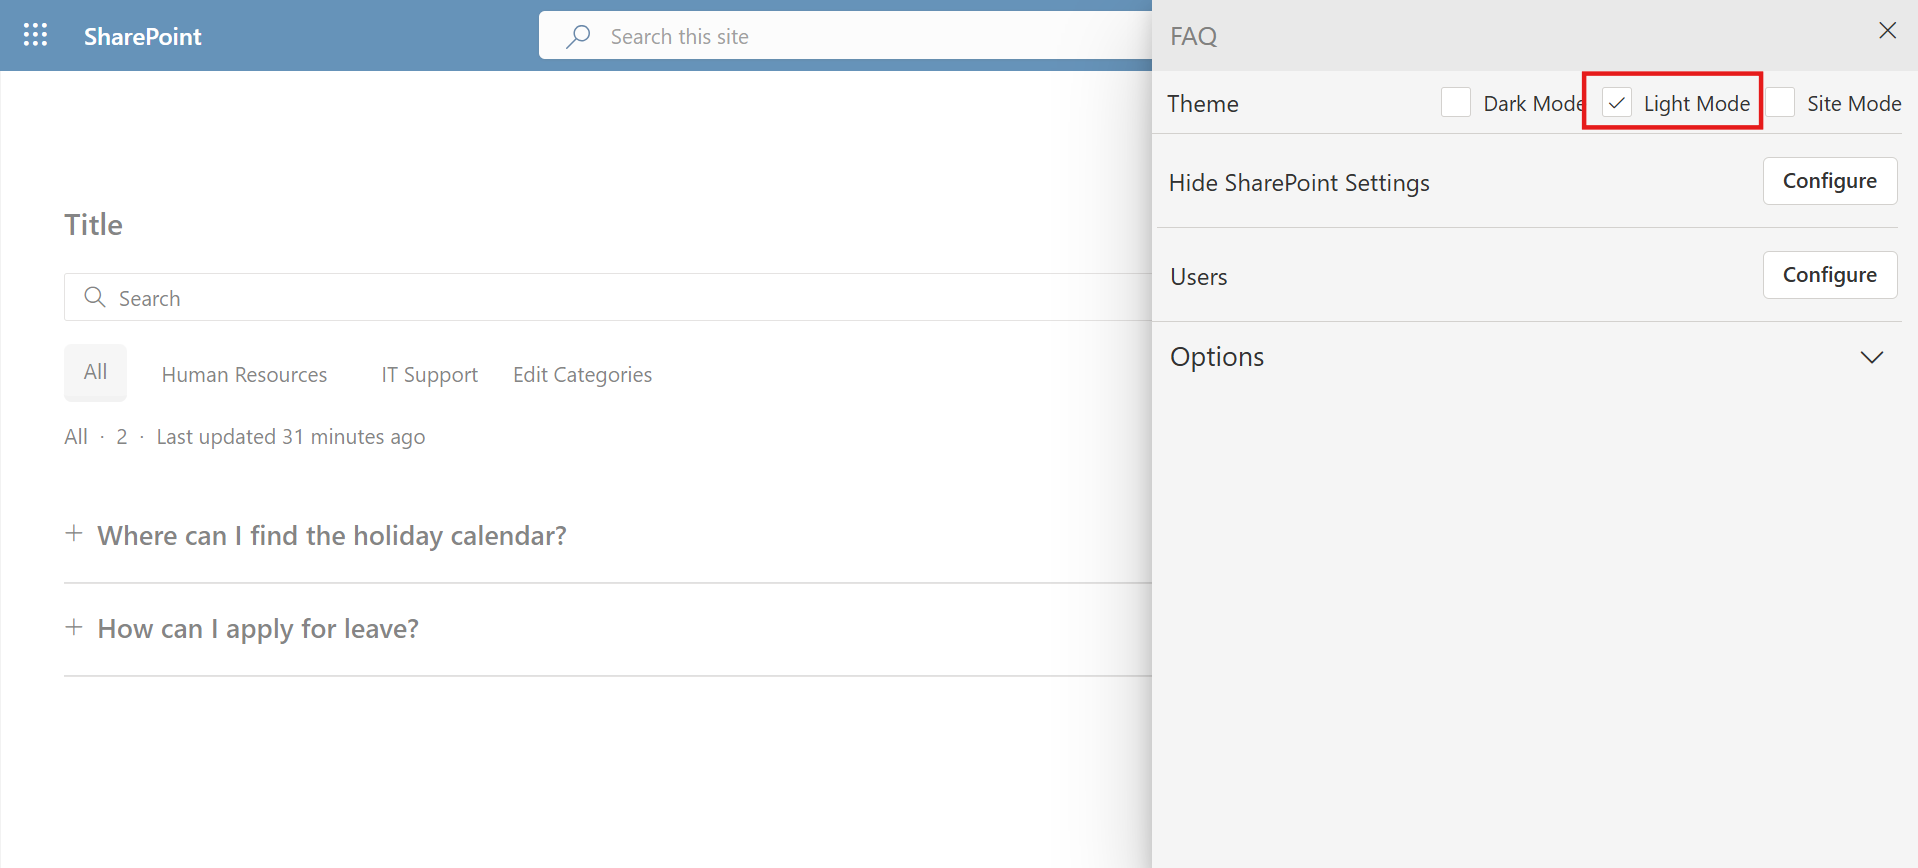 SharePoint
Search this site
FAQ
Theme
Dark Mode
Light Mode
Site Mode
Hide SharePoint Settings
Configure
Users
Configure
Options
Title
Search
All
Human Resources
IT Support
Edit Categories
All · 2 · Last updated 31 minutes ago
Where can I find the holiday calendar?
How can I apply for leave?